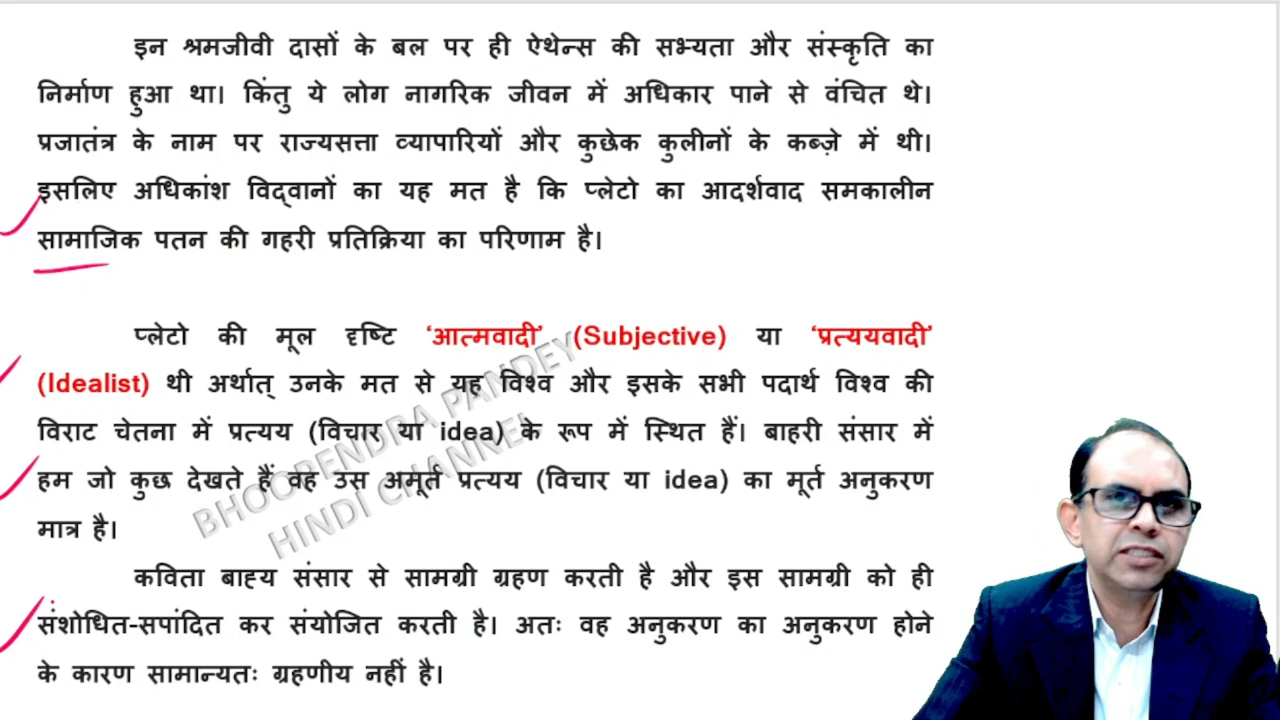 इन श्रमजीवी दासों के बल पर ही ऐथेन्स की सभ्यता और संस्कृति का
निर्माण हुआ था। किंतु ये लोग नागरिक जीवन में अधिकार पाने से वंचित थे।
प्रजातंत्र के नाम पर राज्यसत्ता व्यापारियों और कुछेक कुलीनों के कब्ज़े में थी।
इसलिए अधिकांश विद्वानों का यह मत है कि प्लेटो का आदर्शवाद समकालीन
सामाजिक पतन की गहरी प्रतिक्रिया का परिणाम है।
प्लेटो की मूल दृष्टि ‘आत्मवादी’ (Subjective) या ‘प्रत्ययवादी’
(Idealist) थी अर्थात् उनके मत से यह विश्व और इसके सभी पदार्थ विश्व की
विराट चेतना में प्रत्यय (विचार या idea) के रूप में स्थित हैं। बाहरी संसार में
हम जो कुछ देखते हैं वह उस अमूर्त प्रत्यय (विचार या idea) का मूर्त अनुकरण
मात्र है।
कविता बाह्य संसार से सामग्री ग्रहण करती है और इस सामग्री को ही
संशोधित-सपांदित कर संयोजित करती है। अतः वह अनुकरण का अनुकरण होने
के कारण सामान्यतः ग्रहणीय नहीं है।
BHOOPENDRA PANDEY
HINDI CHANNEL